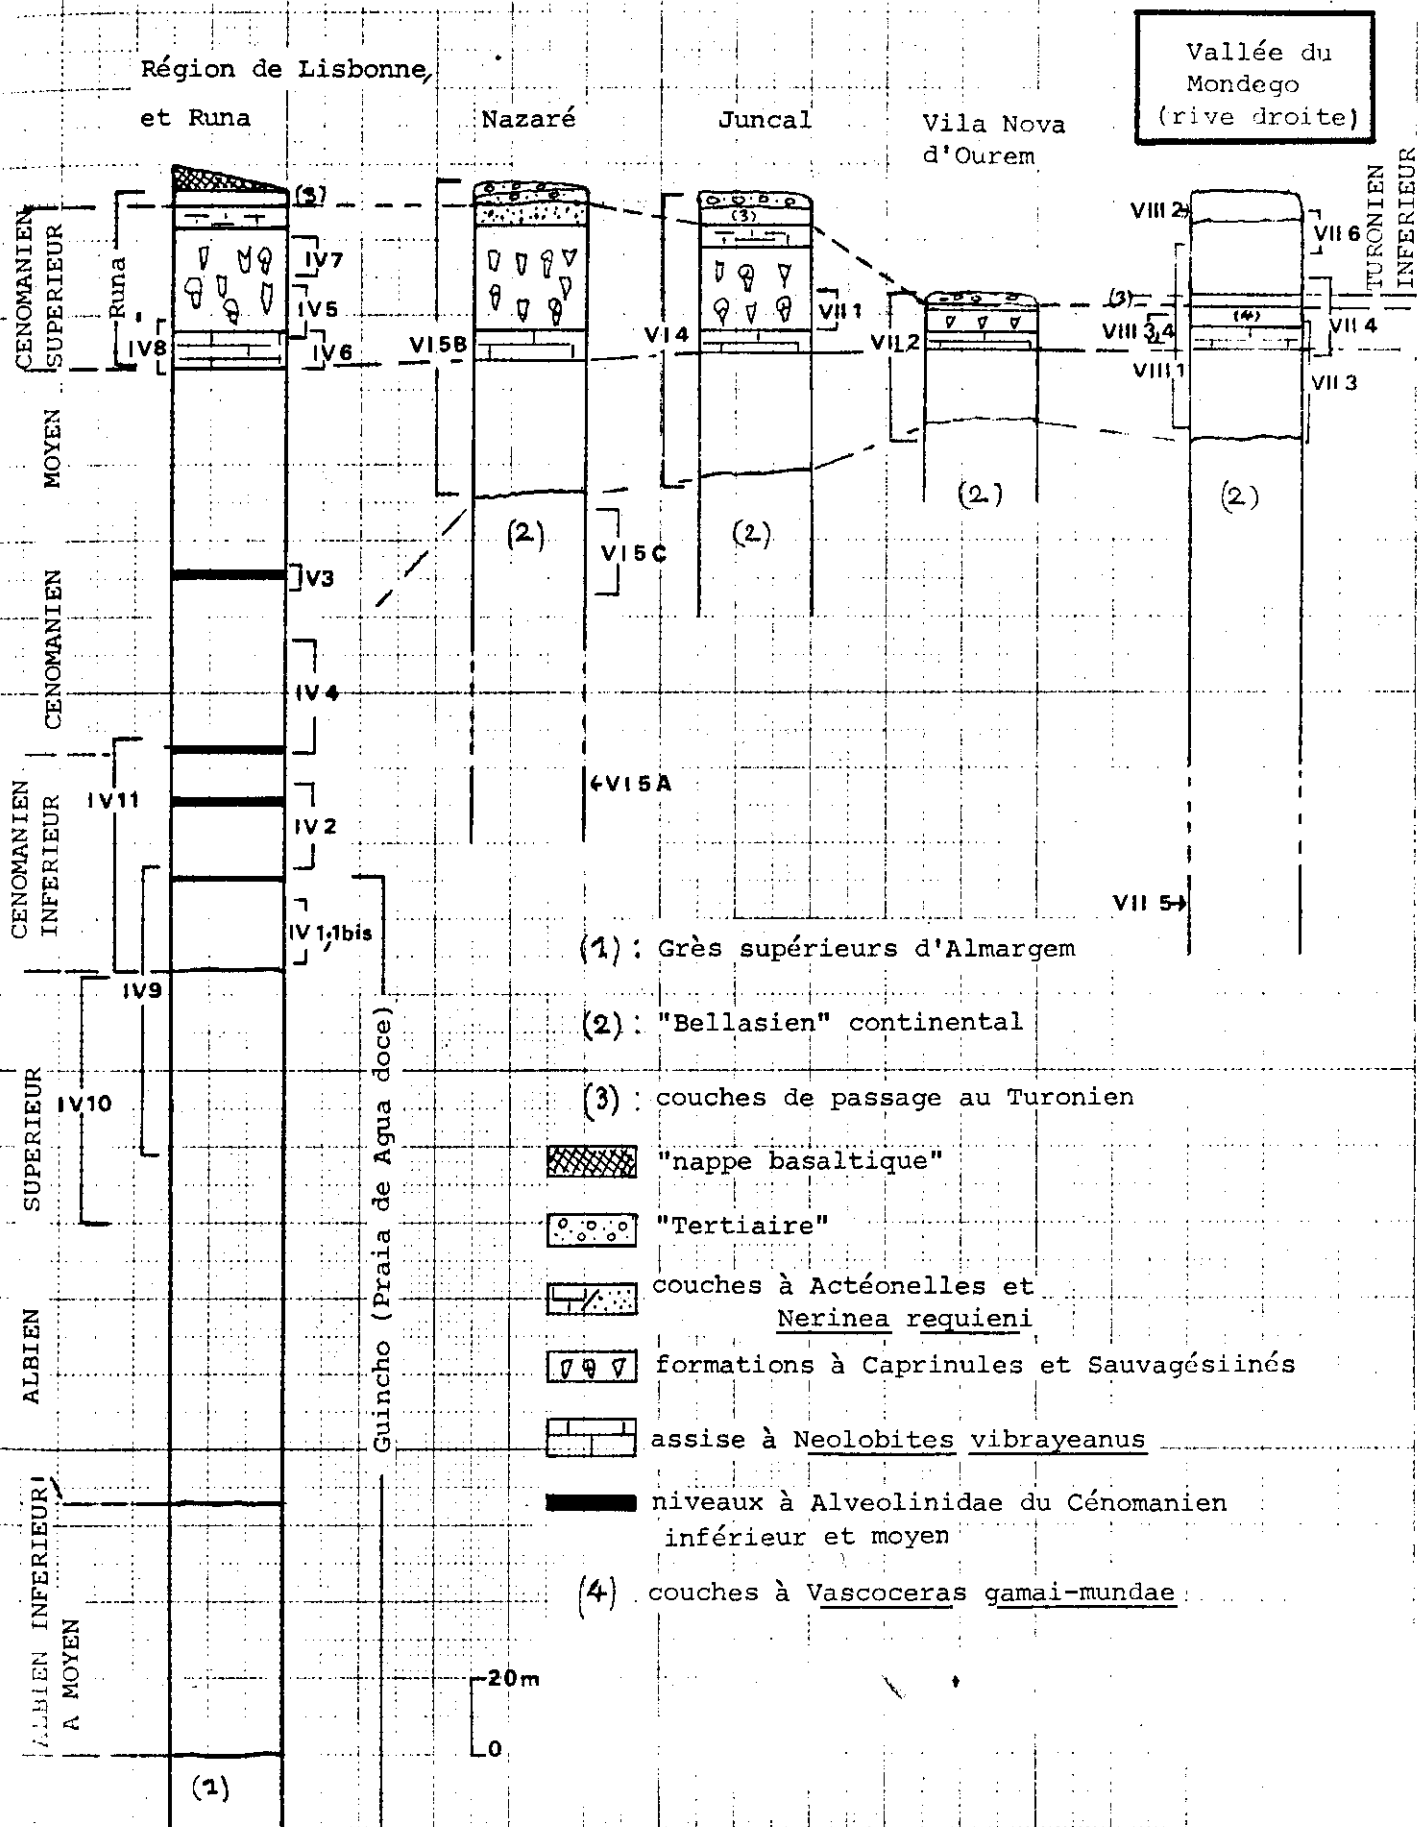 Région de Lisbonne,
et Runa
Nazaré
Juncal
Vila Nova
d'Ourem
Vallée du
Mondego
(rive droite)
CENOMANIEN
SUPERIEUR
MOYEN
CENOMANIEN
CENOMANIEN
INFERIEUR
SUPERIEUR
ALBIEN
ALBIEN INFERIEUR
A MOYEN
TURONIEN
INFERIEUR
Runa
(3)
IV7
IV5
IV8
IV6
IV3
IV4
IV11
IV2
IV1,1bis
IV9
IV10
(1)
Guincho (Praia de Agua doce)
VI5B
(2)
VI5C
VI5A
(3)
VI4
VII1
(2)
VII2
(2)
VIII2
VII6
(3)
VIII3,4
(4)
VII4
VIII1
VII3
(2)
VII5
(1): Grès supérieurs d'Almargem
(2): "Bellasien" continental
(3): couches de passage au Turonien
"nappe basaltique"
"Tertiaire"
couches à Actéonelles et
Nerinea requieni
formations à Caprinules et Sauvagésiinés
assise à Neolobites vibrayeanus
niveaux à Alveolinidae du Cénomanien
inférieur et moyen
(4) couches à Vascoceras gamai-mundae
20m
0